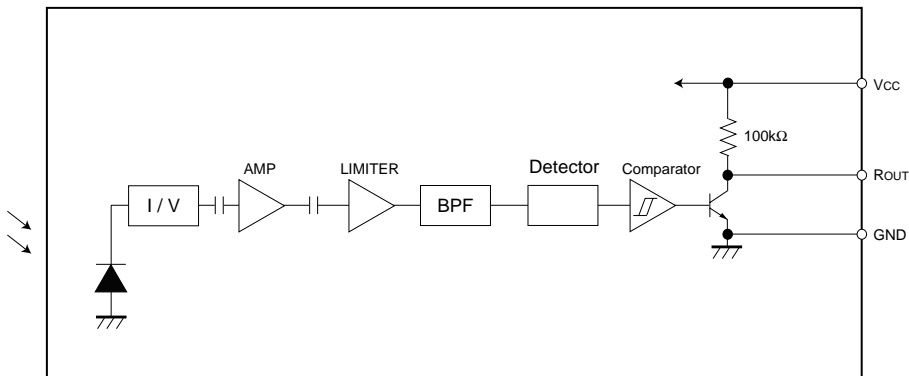 VCC
100kΩ
AMP
LIMITER
Detector
Comparator
ROUT
I / V
BPF
GND